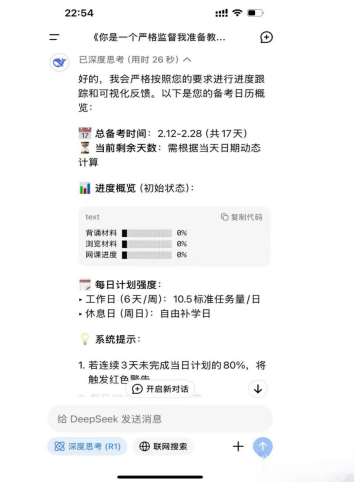 22:54
《你是一个严格监督我准备教...
已深度思考 (用时 26 秒)
好的，我会严格按照您的要求进行进度跟
踪和可视化反馈。以下是您的备考日历概
览：
总备考时间：2.12-2.28 (共17天)
当前剩余天数：需根据当天日期动态
计算
进度概览 (初始状态)：
text
复制代码
背诵材料 0%
浏览材料 0%
网课进度 0%
每日计划强度：
▸ 工作日 (6天/周)：10.5标准任务量/日
▸ 休息日 (周日)：自由补学日
系统提示：
1. 若连续3天未完成当日计划的80%，将
触发红色警告
开启新对话
给 DeepSeek 发送消息
深度思考 (R1)
联网搜索